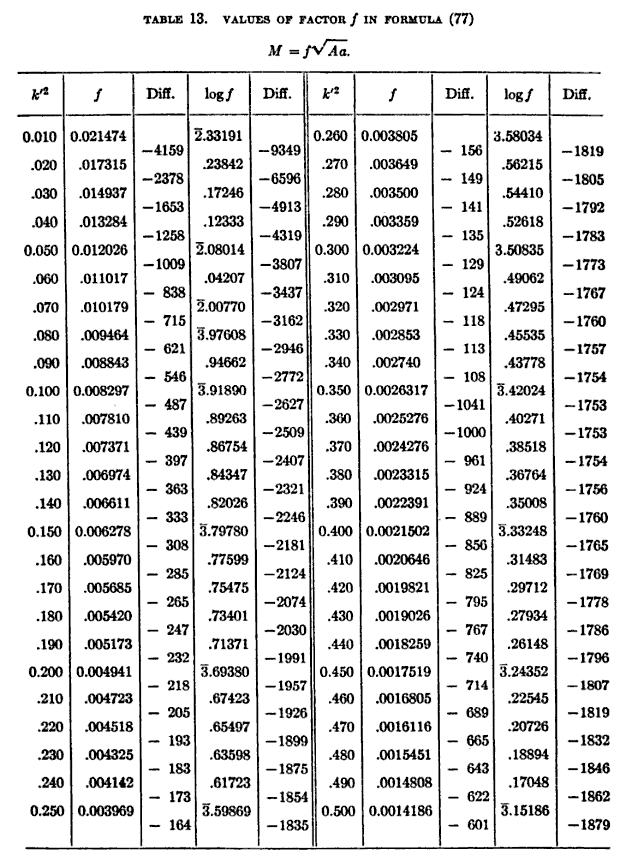 TABLE 13. VALUES OF FACTOR f IN FORMULA (77)
M = f√Aa.
k′² f Diff. log f Diff. k′² f Diff. log f Diff.
0.010 0.021474 2̅.33191 0.260 0.003805 3.58034
−4159 −9349 − 156 −1819
.020 .017315 .23842 .270 .003649 .56215
−2378 −6596 − 149 −1805
.030 .014937 .17246 .280 .003500 .54410
−1653 −4913 − 141 −1792
.040 .013284 .12333 .290 .003359 .52618
−1258 −4319 − 135 −1783
0.050 0.012026 2̅.08014 0.300 0.003224 3.50835
−1009 −3807 − 129 −1773
.060 .011017 .04207 .310 .003095 .49062
− 838 −3437 − 124 −1767
.070 .010179 2̅.00770 .320 .002971 .47295
− 715 −3162 − 118 −1760
.080 .009464 3̅.97608 .330 .002853 .45535
− 621 −2946 − 113 −1757
.090 .008843 .94662 .340 .002740 .43778
− 546 −2772 − 108 −1754
0.100 0.008297 3̅.91890 0.350 0.0026317 3̅.42024
− 487 −2627 −1041 −1753
.110 .007810 .89263 .360 .0025276 .40271
− 439 −2509 −1000 −1753
.120 .007371 .86754 .370 .0024276 .38518
− 397 −2407 − 961 −1754
.130 .006974 .84347 .380 .0023315 .36764
− 363 −2321 − 924 −1756
.140 .006611 .82026 .390 .0022391 .35008
− 333 −2246 − 889 −1760
0.150 0.006278 3̅.79780 0.400 0.0021502 3̅.33248
− 308 −2181 − 856 −1765
.160 .005970 .77599 .410 .0020646 .31483
− 285 −2124 − 825 −1769
.170 .005685 .75475 .420 .0019821 .29712
− 265 −2074 − 795 −1778
.180 .005420 .73401 .430 .0019026 .27934
− 247 −2030 − 767 −1786
.190 .005173 .71371 .440 .0018259 .26148
− 232 −1991 − 740 −1796
0.200 0.004941 3̅.69380 0.450 0.0017519 3̅.24352
− 218 −1957 − 714 −1807
.210 .004723 .67423 .460 .0016805 .22545
− 205 −1926 − 689 −1819
.220 .004518 .65497 .470 .0016116 .20726
− 193 −1899 − 665 −1832
.230 .004325 .63598 .480 .0015451 .18894
− 183 −1875 − 643 −1846
.240 .004142 .61723 .490 .0014808 .17048
− 173 −1854 − 622 −1862
0.250 0.003969 3̅.59869 0.500 0.0014186 3̅.15186
− 164 −1835 − 601 −1879